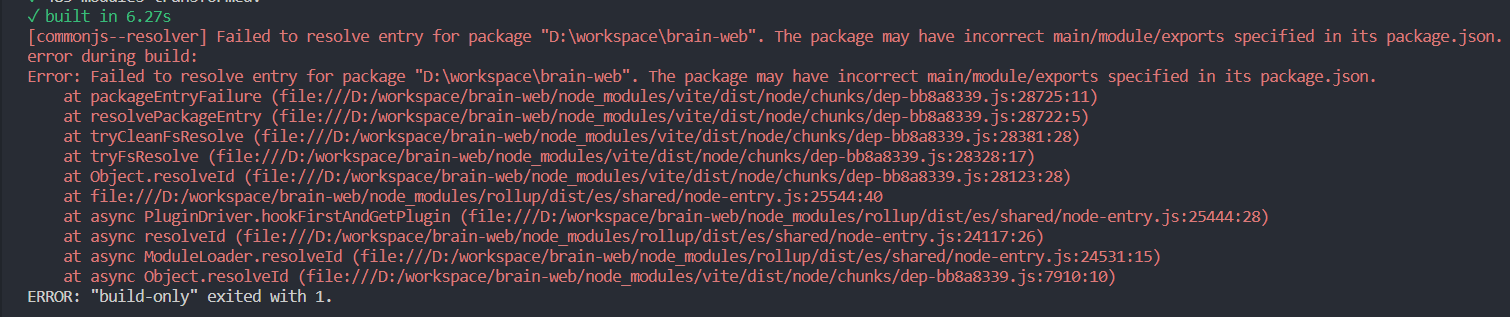 ✓ built in 6.27s
[commonjs--resolver] Failed to resolve entry for package "D:\workspace\brain-web". The package may have incorrect main/module/exports specified in its package.json.
error during build:
Error: Failed to resolve entry for package "D:\workspace\brain-web". The package may have incorrect main/module/exports specified in its package.json.
    at packageEntryFailure (file:///D:/workspace/brain-web/node_modules/vite/dist/node/chunks/dep-bb8a8339.js:28725:11)
    at resolvePackageEntry (file:///D:/workspace/brain-web/node_modules/vite/dist/node/chunks/dep-bb8a8339.js:28722:5)
    at tryCleanFsResolve (file:///D:/workspace/brain-web/node_modules/vite/dist/node/chunks/dep-bb8a8339.js:28381:28)
    at tryFsResolve (file:///D:/workspace/brain-web/node_modules/vite/dist/node/chunks/dep-bb8a8339.js:28328:17)
    at Object.resolveId (file:///D:/workspace/brain-web/node_modules/vite/dist/node/chunks/dep-bb8a8339.js:28123:28)
    at file:///D:/workspace/brain-web/node_modules/rollup/dist/es/shared/node-entry.js:25544:40
    at async PluginDriver.hookFirstAndGetPlugin (file:///D:/workspace/brain-web/node_modules/rollup/dist/es/shared/node-entry.js:25444:28)
    at async resolveId (file:///D:/workspace/brain-web/node_modules/rollup/dist/es/shared/node-entry.js:24117:26)
    at async ModuleLoader.resolveId (file:///D:/workspace/brain-web/node_modules/rollup/dist/es/shared/node-entry.js:24531:15)
    at async Object.resolveId (file:///D:/workspace/brain-web/node_modules/vite/dist/node/chunks/dep-bb8a8339.js:7910:10)
ERROR: "build-only" exited with 1.